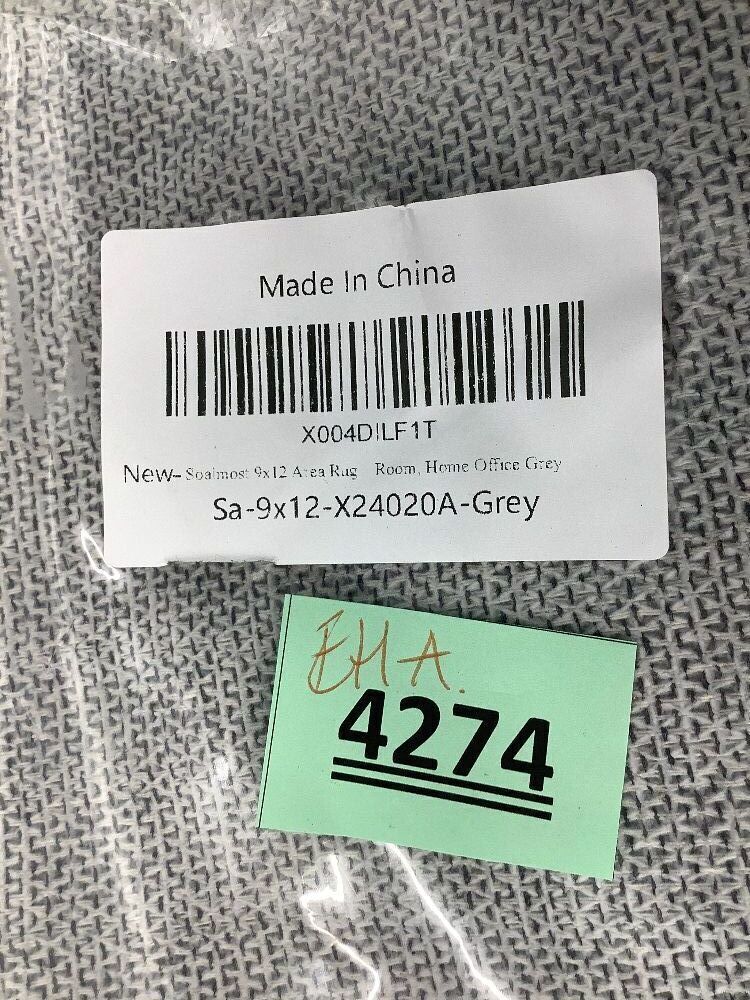 Made In China
X004DILF1T
New- Soalmost 9x12 Area Rug Room, Home Office Grey
Sa-9x12-X24020A-Grey
EHA.
4274